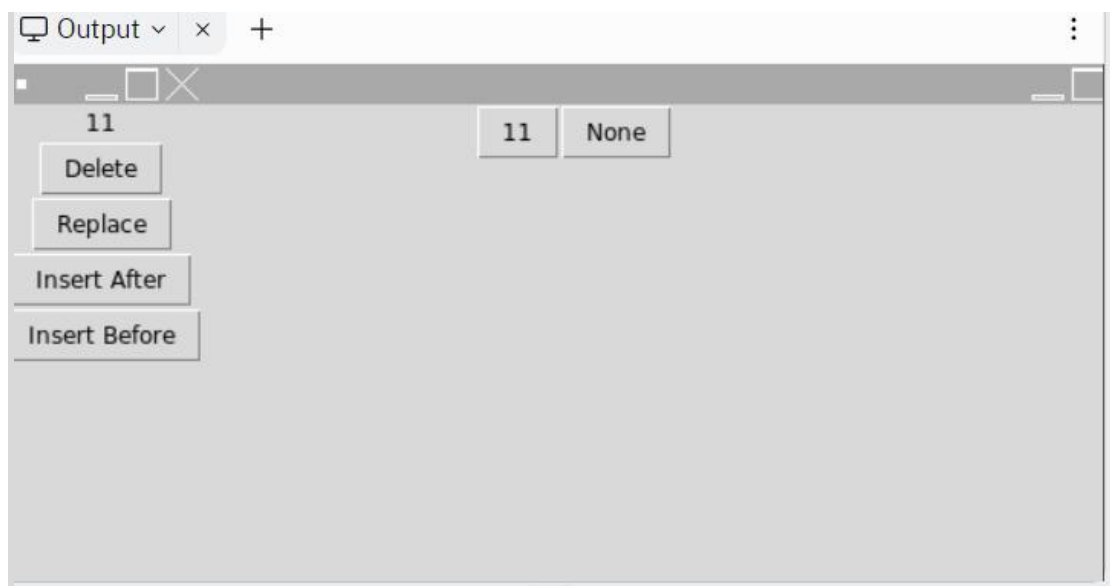 Output
11
Delete
Replace
Insert After
Insert Before
11 None